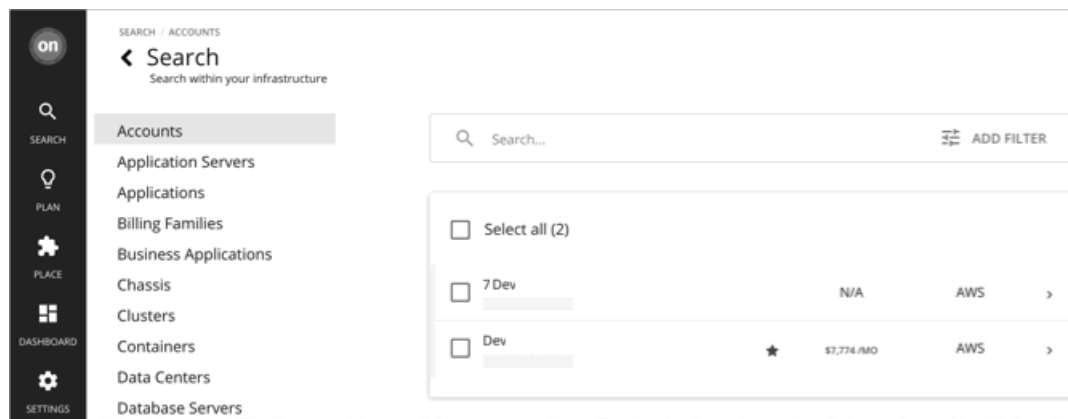 on
SEARCH
PLAN
PLACE
DASHBOARD
SETTINGS
SEARCH / ACCOUNTS
Search
Search within your infrastructure
Accounts
Application Servers
Applications
Billing Families
Business Applications
Chassis
Clusters
Containers
Data Centers
Database Servers
Search...
ADD FILTER
Select all (2)
7 Dev
N/A
AWS
Dev
$7,774 /MO
AWS